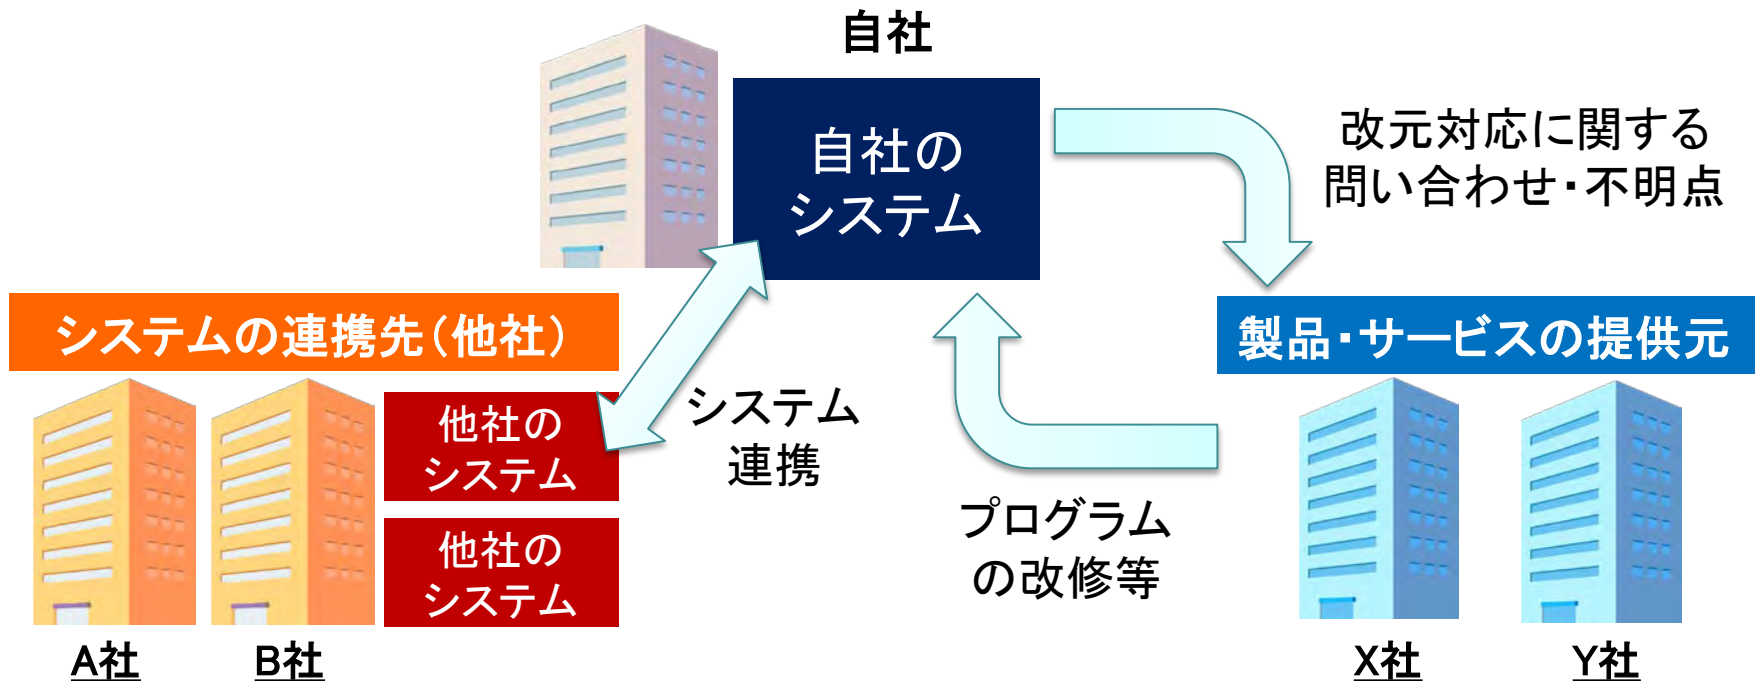 自社
自社の
システム
改元対応に関する
問い合わせ・不明点
システムの連携先(他社)
製品・サービスの提供元
他社の
システム
システム
連携
他社の
システム
プログラム
の改修等
A社
B社
X社
Y社